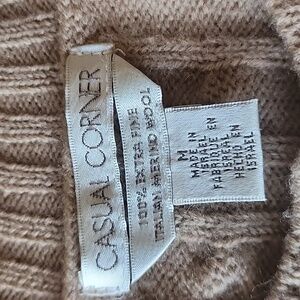 CASUAL CORNER
100% EXTRA FINE
ITALIAN MERINO WOOL
M
MADE IN
ISRAEL
FABRIQUE EN
ISRAEL
HECHO EN
ISRAEL